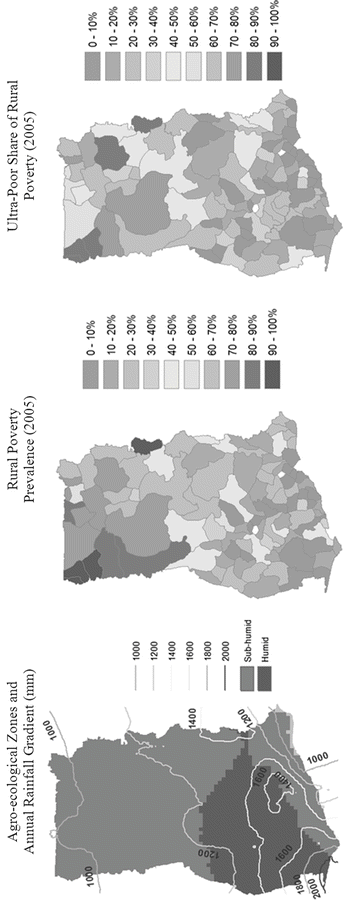 Agro-ecological Zones and
Annual Rainfall Gradient (mm)
1000
1000
1200
1400
1200
1600
1400
1000
1600
1800
2000
1000
1200
1400
1600
1800
2000
Sub-humid
Humid
Rural Poverty
Prevalence (2005)
0 - 10%
10 - 20%
20 - 30%
30 - 40%
40 - 50%
50 - 60%
60 - 70%
70 - 80%
80 - 90%
90 - 100%
Ultra-Poor Share of Rural
Poverty (2005)
0 - 10%
10 - 20%
20 - 30%
30 - 40%
40 - 50%
50 - 60%
60 - 70%
70 - 80%
80 - 90%
90 - 100%